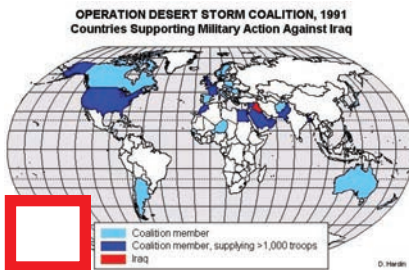 OPERATION DESERT STORM COALITION, 1991
Countries Supporting Military Action Against Iraq
Coalition member
Coalition member, supplying >1,000 troops
Iraq
D. Hardin